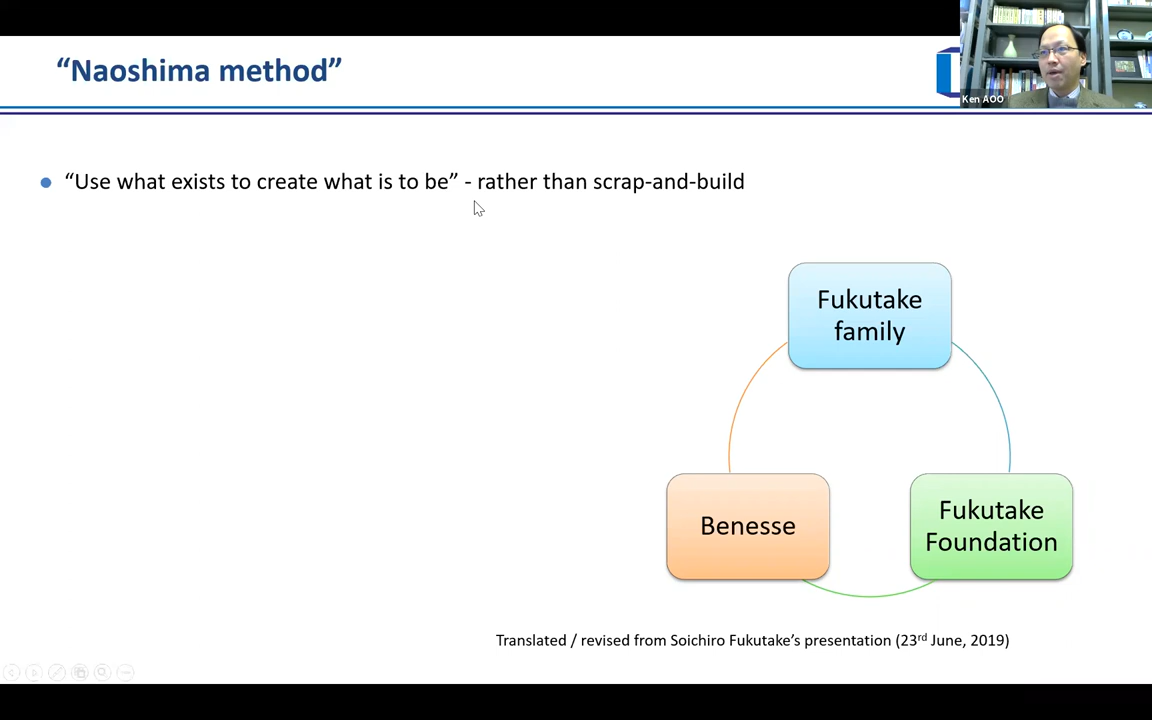 “Naoshima method”
Ken AOO
“Use what exists to create what is to be” - rather than scrap-and-build
Fukutake
family
Benesse
Fukutake
Foundation
Translated / revised from Soichiro Fukutake’s presentation (23rd June, 2019)